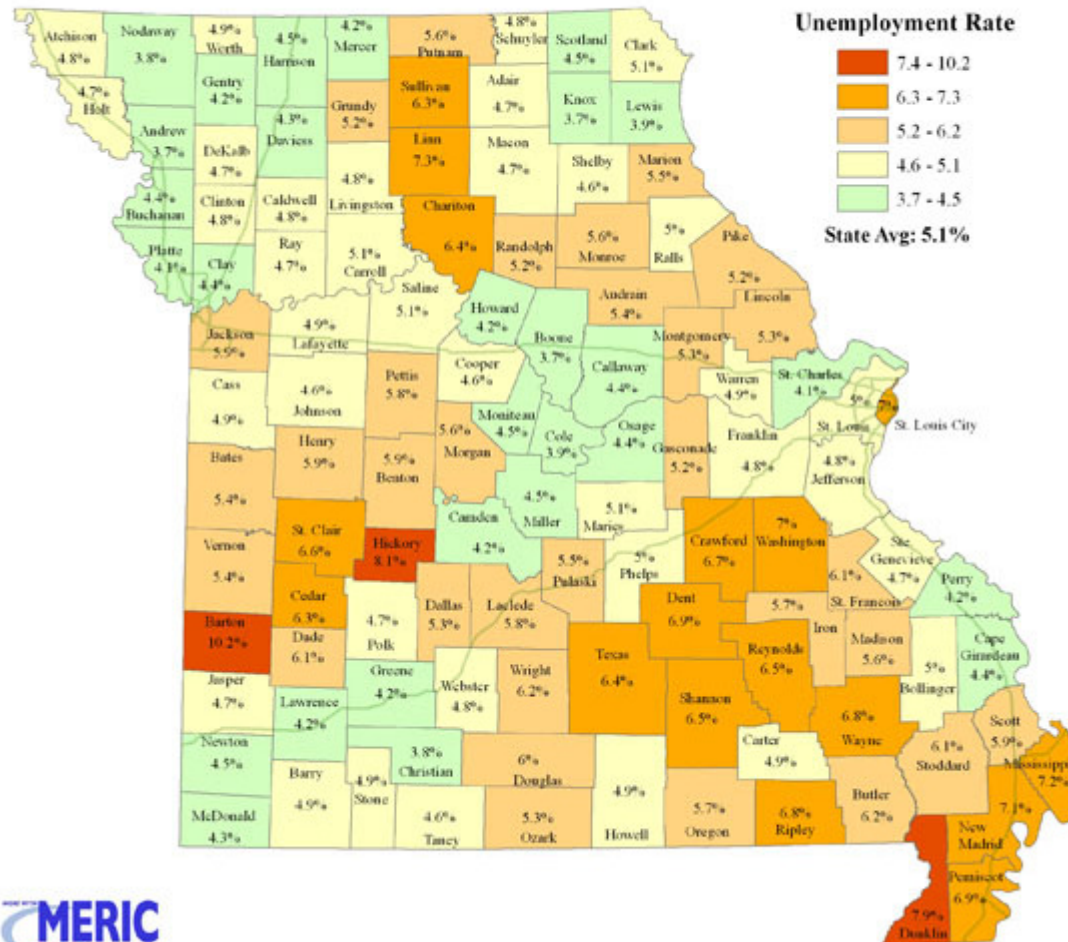 Unemployment Rate
7.4 - 10.2
6.3 - 7.3
5.2 - 6.2
4.6 - 5.1
3.7 - 4.5
State Avg: 5.1%
Atchison
4.8%
Nodaway
3.8%
4.9%
Worth
4.5%
Harrison
4.2%
Mercer
5.6%
Putnam
4.8%
Schuyler
Scotland
4.5%
Clark
5.1%
4.7%
Holt
Gentry
4.2%
Sullivan
6.3%
Adair
4.7%
Knox
3.7%
Lewis
3.9%
Andrew
3.7%
DeKalb
4.7%
4.3%
Daviess
Grundy
5.2%
Linn
7.3%
Macon
4.7%
Shelby
4.6%
Marion
5.5%
4.4%
Buchanan
Clinton
4.8%
Caldwell
4.8%
4.8%
Livingston
Chariton
6.4%
Randolph
5.2%
5.6%
Monroe
5%
Ralls
Pike
5.2%
Platte
4.1%
Clay
4.4%
Ray
4.7%
5.1%
Carroll
Saline
5.1%
Howard
4.2%
Boone
3.7%
Audrain
5.4%
Lincoln
5.3%
Jackson
5.9%
4.9%
Lafayette
Cooper
4.6%
Callaway
4.4%
Montgomery
5.3%
Warren
4.9%
St. Charles
4.1%
5%
St. Louis
7%
St. Louis City
Cass
4.9%
4.6%
Johnson
Pettis
5.8%
Moniteau
4.5%
Cole
3.9%
Osage
4.4%
Gasconade
5.2%
Franklin
4.8%
4.8%
Jefferson
Bates
5.4%
Henry
5.9%
5.9%
Benton
5.6%
Morgan
4.5%
Miller
5.1%
Maries
Camden
4.2%
St. Clair
6.6%
Hickory
8.1%
Vernon
5.4%
Cedar
6.3%
5.5%
Pulaski
5%
Phelps
Crawford
6.7%
7%
Washington
Ste.
Genevieve
4.7%
6.1%
St. Francois
Perry
4.2%
Barton
10.2%
Dade
6.1%
4.7%
Polk
Dallas
5.3%
Laclede
5.8%
Dent
6.9%
5.7%
Iron
Madison
5.6%
Cape
Girardeau
4.4%
Jasper
4.7%
Lawrence
4.2%
Greene
4.2%
Webster
4.8%
Wright
6.2%
Texas
6.4%
Shannon
6.5%
Reynolds
6.5%
6.8%
Wayne
5%
Bollinger
Newton
4.5%
Barry
4.9%
4.9%
Stone
3.8%
Christian
6%
Douglas
4.9%
Howell
Carter
4.9%
Scott
5.9%
6.1%
Stoddard
Mississippi
7.2%
McDonald
4.3%
4.6%
Taney
5.3%
Ozark
5.7%
Oregon
6.8%
Ripley
Butler
6.2%
7.1%
New
Madrid
Pemiscot
6.9%
7.9%
Dunklin
MERIC